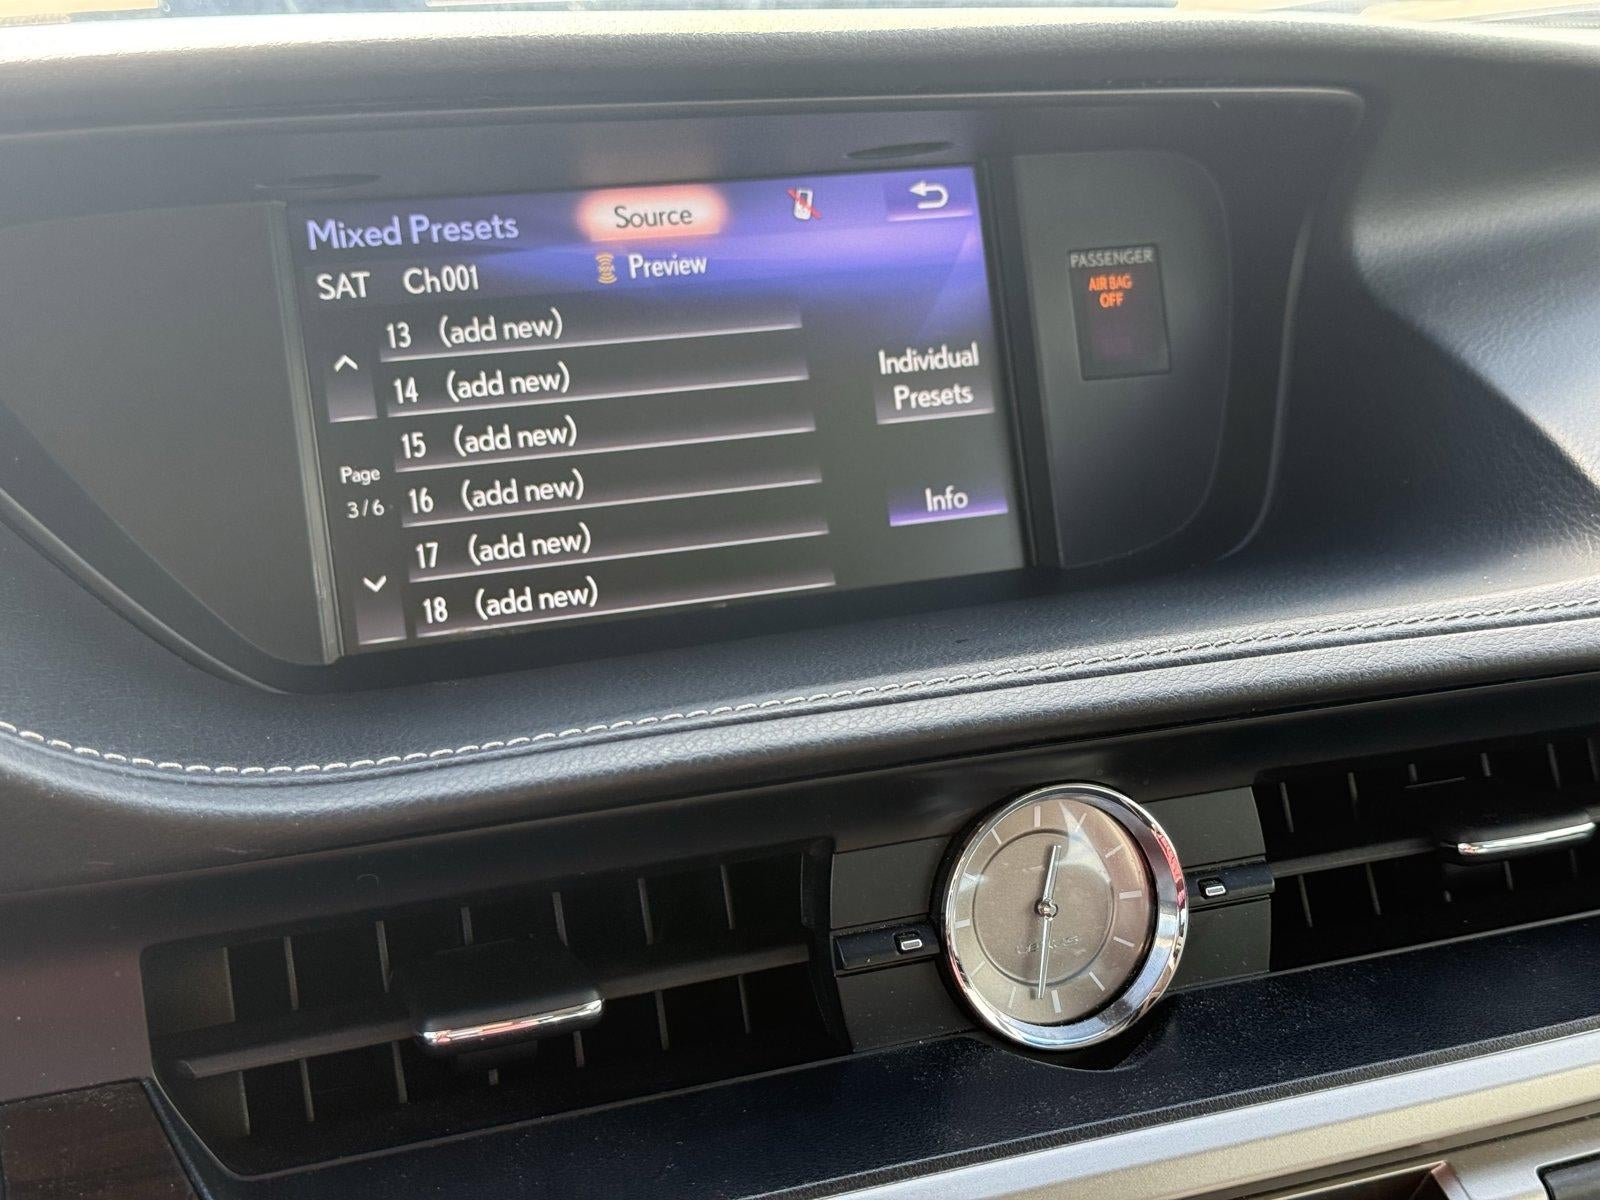 Mixed Presets
Source
SAT Ch001
Preview
13 (add new)
14 (add new)
15 (add new)
16 (add new)
17 (add new)
18 (add new)
Page
3/6
Individual
Presets
Info
PASSENGER
AIR BAG
OFF
LEXUS